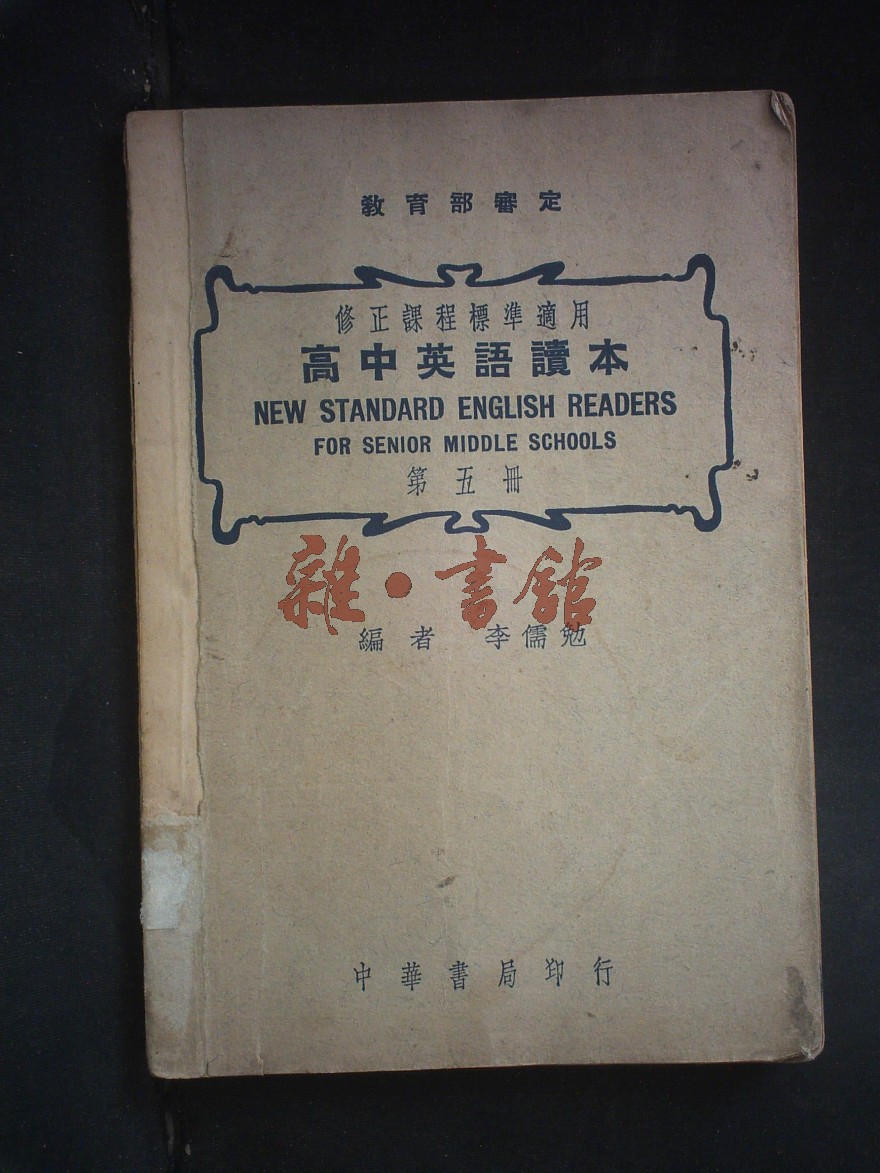 教育部審定
修正課程標準適用
高中英語讀本
NEW STANDARD ENGLISH READERS
FOR SENIOR MIDDLE SCHOOLS
第五冊
雜·書館
編者 李儒勉
中華書局印行